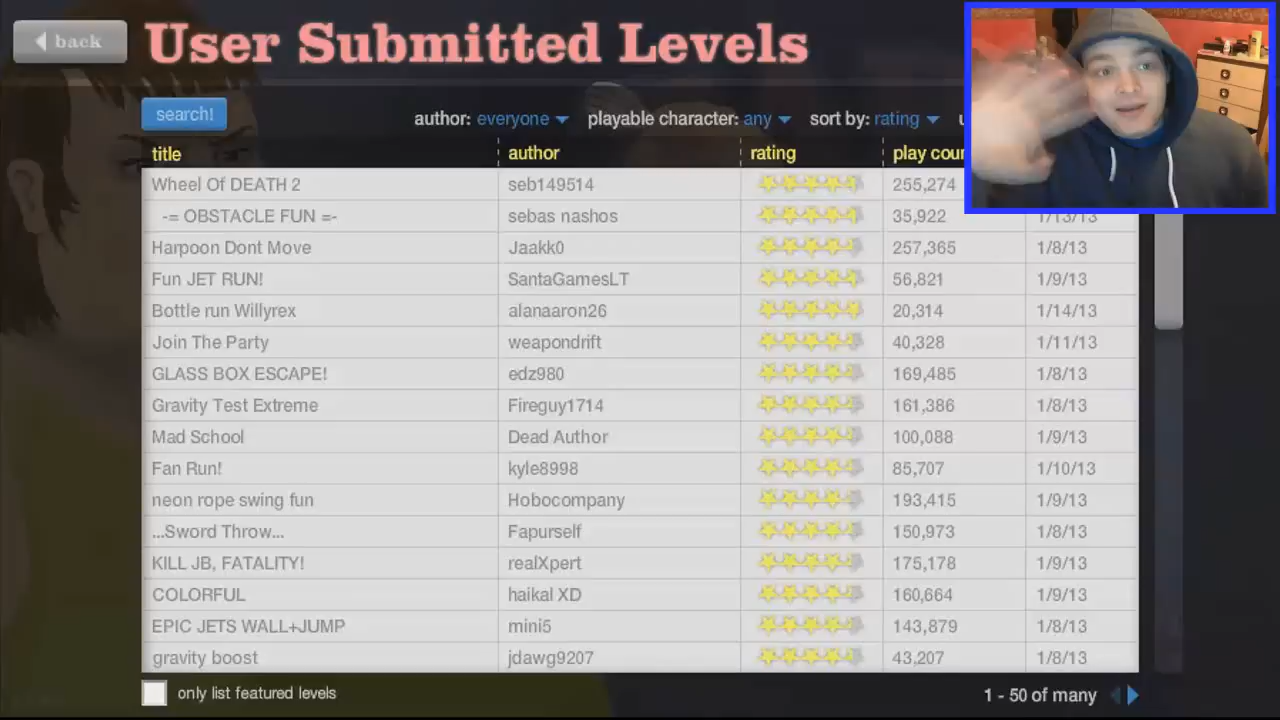 back
User Submitted Levels
search!
author: everyone playable character: any sort by: rating
title author rating play coun
Wheel Of DEATH 2 seb149514 255,274
-= OBSTACLE FUN =- sebas nashos 35,922 1/13/13
Harpoon Dont Move Jaakk0 257,365 1/8/13
Fun JET RUN! SantaGamesLT 56,821 1/9/13
Bottle run Willyrex alanaaron26 20,314 1/14/13
Join The Party weapondrift 40,328 1/11/13
GLASS BOX ESCAPE! edz980 169,485 1/8/13
Gravity Test Extreme Fireguy1714 161,386 1/8/13
Mad School Dead Author 100,088 1/9/13
Fan Run! kyle8998 85,707 1/10/13
neon rope swing fun Hobocompany 193,415 1/9/13
...Sword Throw... Fapurself 150,973 1/8/13
KILL JB, FATALITY! realXpert 175,178 1/9/13
COLORFUL haikal XD 160,664 1/9/13
EPIC JETS WALL+JUMP mini5 143,879 1/8/13
gravity boost jdawg9207 43,207 1/8/13
only list featured levels 1 - 50 of many